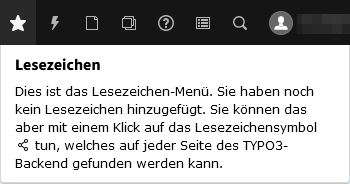 Lesezeichen
Dies ist das Lesezeichen-Menü. Sie haben noch
kein Lesezeichen hinzugefügt. Sie können das
aber mit einem Klick auf das Lesezeichensymbol
tun, welches auf jeder Seite des TYPO3-
Backend gefunden werden kann.